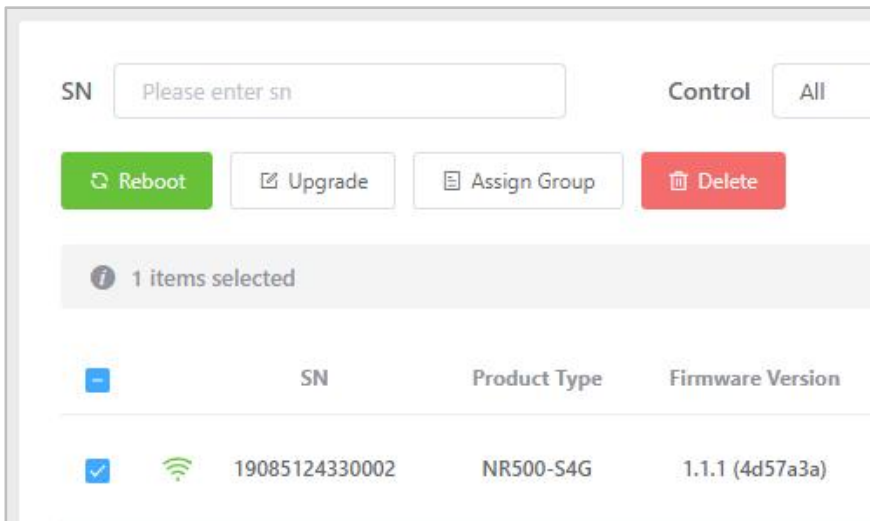 SN Please enter sn Control All
Reboot Upgrade Assign Group Delete
1 items selected
SN Product Type Firmware Version
19085124330002 NR500-S4G 1.1.1 (4d57a3a)